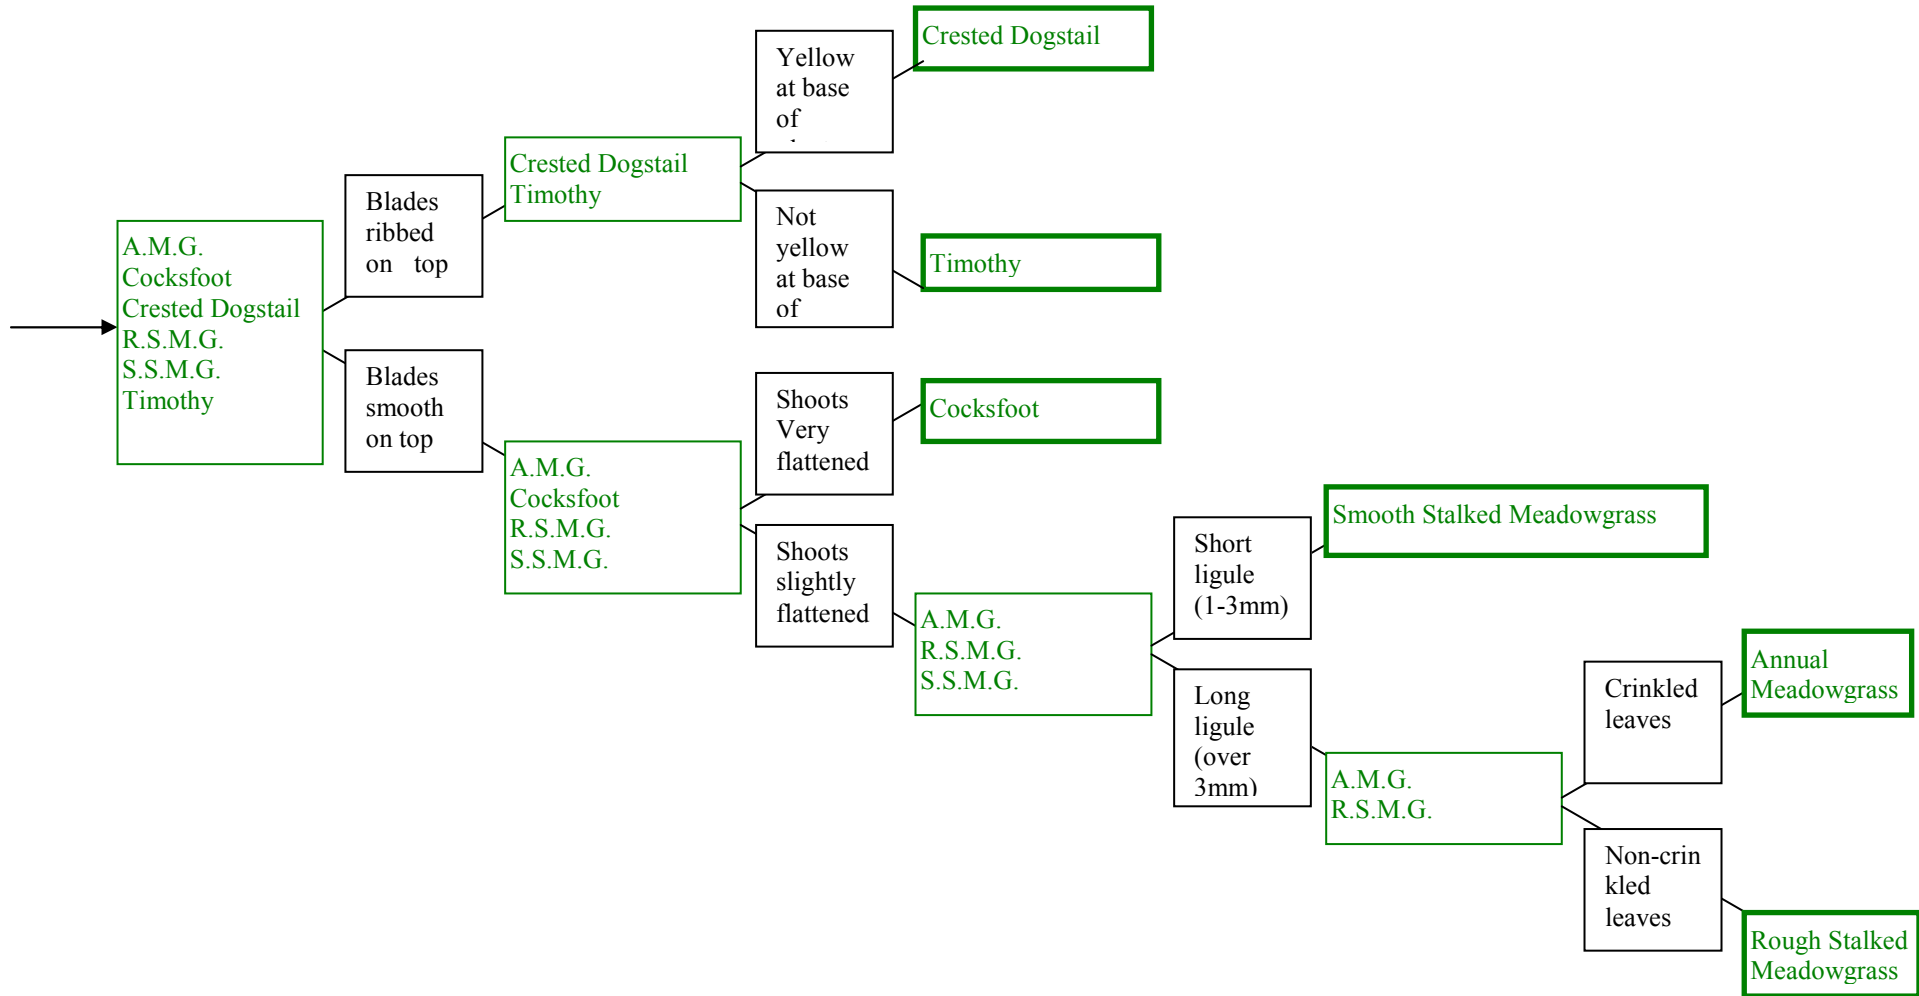 Crested Dogstail
Yellow
at base
of
Crested Dogstail
Timothy
Blades
ribbed
on top
Not
yellow
at base
of
Timothy
A.M.G.
Cocksfoot
Crested Dogstail
R.S.M.G.
S.S.M.G.
Timothy
Blades
smooth
on top
Shoots
Very
flattened
Cocksfoot
A.M.G.
Cocksfoot
R.S.M.G.
S.S.M.G.
Shoots
slightly
flattened
Short
ligule
(1-3mm)
Smooth Stalked Meadowgrass
A.M.G.
R.S.M.G.
S.S.M.G.
Long
ligule
(over
3mm)
Crinkled
leaves
Annual
Meadowgrass
A.M.G.
R.S.M.G.
Non-crin
kled
leaves
Rough Stalked
Meadowgrass